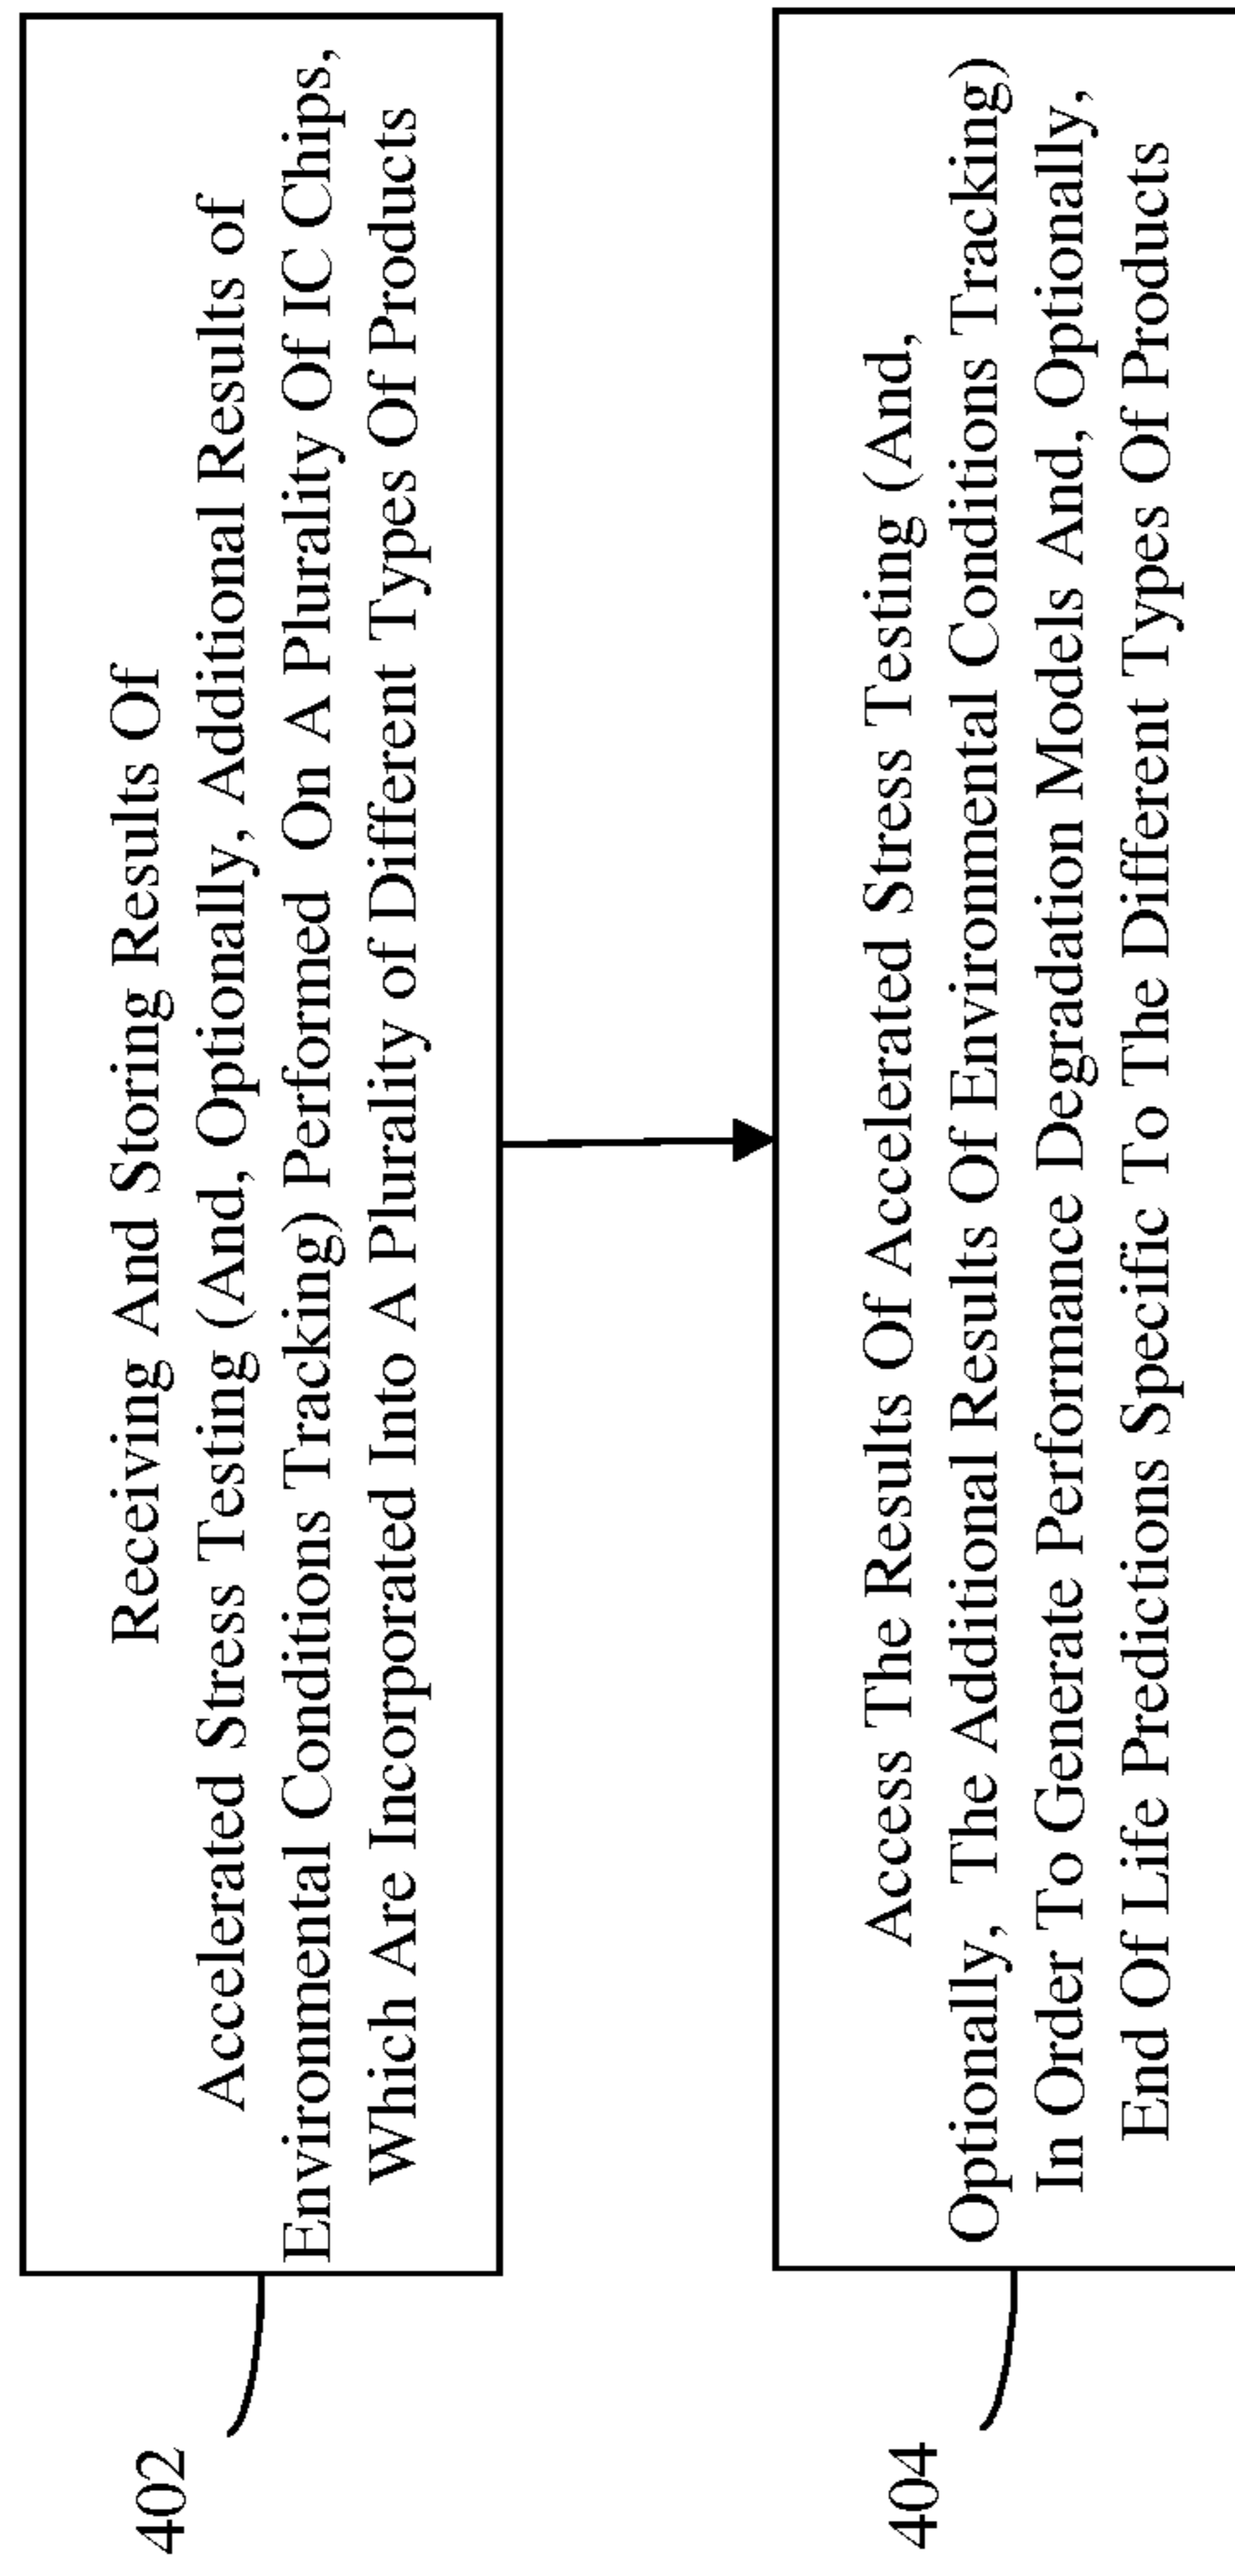 402
Receiving And Storing Results Of
Accelerated Stress Testing (And, Optionally, Additional Results of
Environmental Conditions Tracking) Performed On A Plurality Of IC Chips,
Which Are Incorporated Into A Plurality of Different Types Of Products
404
Access The Results Of Accelerated Stress Testing (And,
Optionally, The Additional Results Of Environmental Conditions Tracking)
In Order To Generate Performance Degradation Models And, Optionally,
End Of Life Predictions Specific To The Different Types Of Products